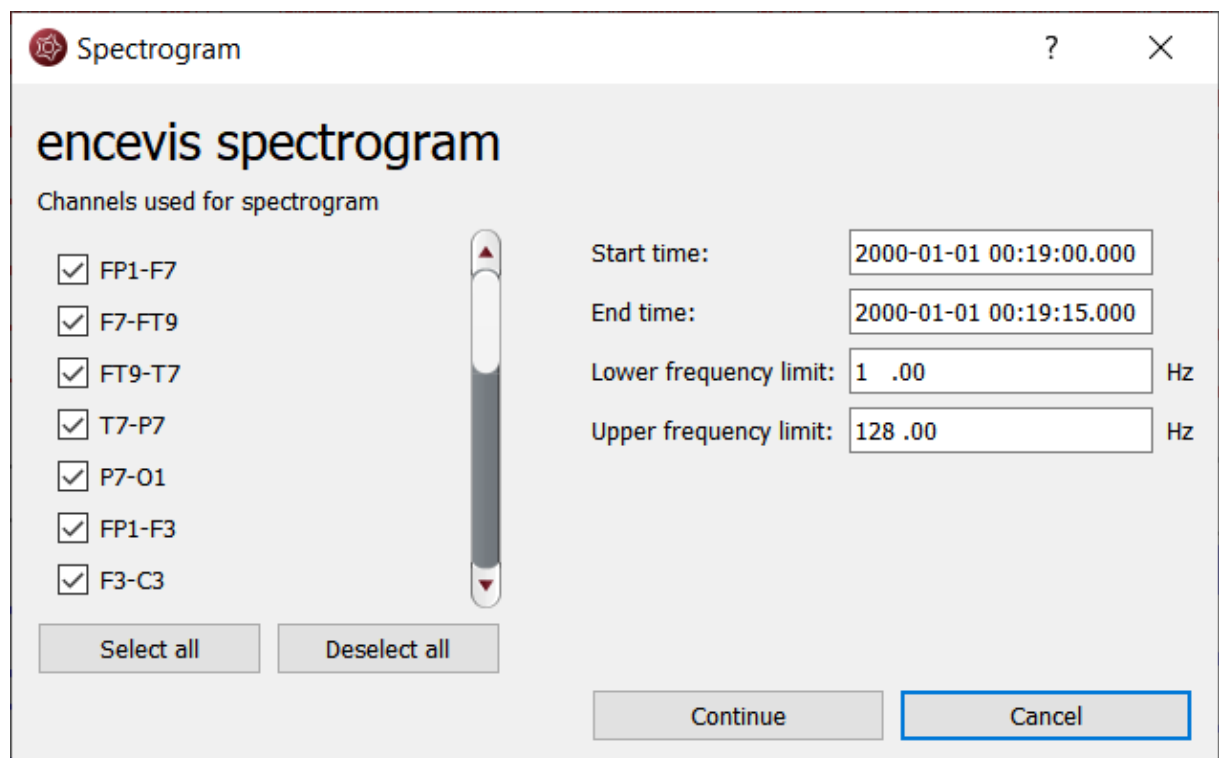 Spectrogram
?
encevis spectrogram
Channels used for spectrogram
FP1-F7
F7-FT9
FT9-T7
T7-P7
P7-O1
FP1-F3
F3-C3
Select all Deselect all
Start time: 2000-01-01 00:19:00.000
End time: 2000-01-01 00:19:15.000
Lower frequency limit: 1 .00 Hz
Upper frequency limit: 128 .00 Hz
Continue Cancel